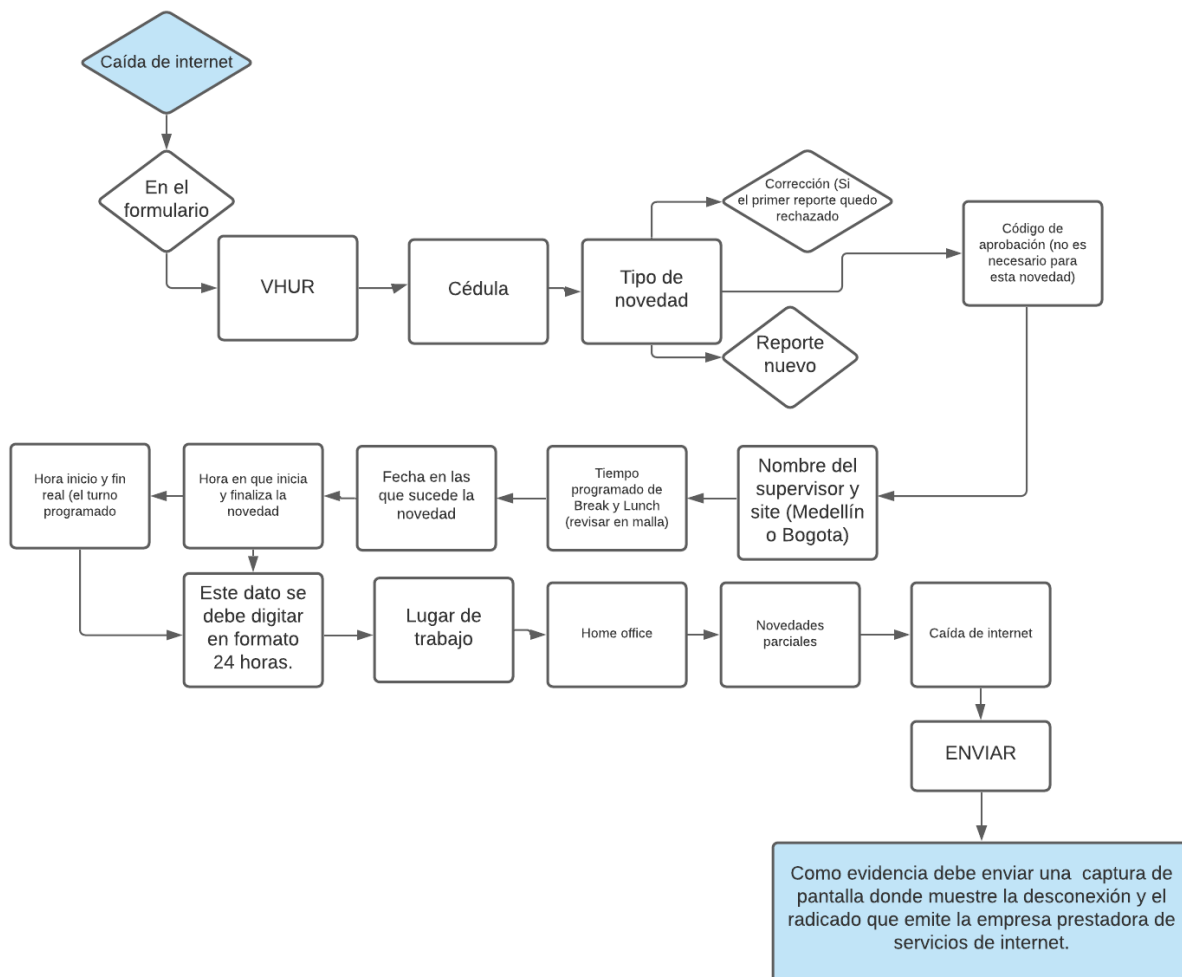 Caída de internet
En el
formulario
VHUR
Cédula
Tipo de
novedad
Corrección (Si
el primer reporte quedo
rechazado
Reporte
nuevo
Código de
aprobación (no es
necesario para
esta novedad)
Nombre del
supervisor y
site (Medellín
o Bogota)
Tiempo
programado de
Break y Lunch
(revisar en malla)
Fecha en las
que sucede la
novedad
Hora en que inicia
y finaliza la
novedad
Hora inicio y fin
real (el turno
programado
Este dato se
debe digitar
en formato
24 horas.
Lugar de
trabajo
Home office
Novedades
parciales
Caída de internet
ENVIAR
Como evidencia debe enviar una captura de
pantalla donde muestre la desconexión y el
radicado que emite la empresa prestadora de
servicios de internet.